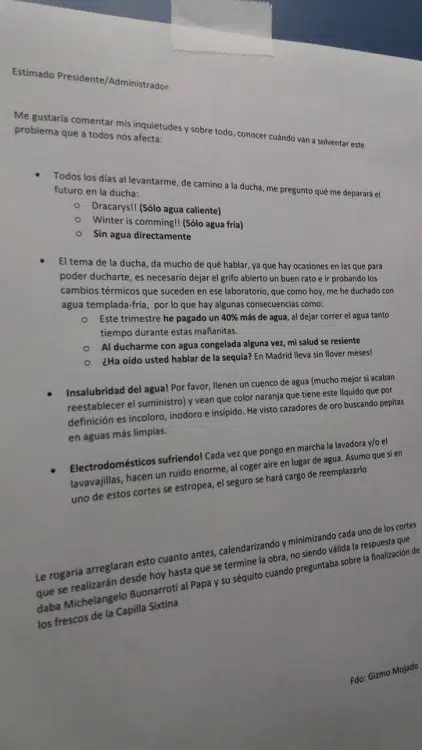 Estimado Presidente/Administrador:
Me gustaría comentar mis inquietudes y sobre todo, conocer cuándo van a solventar este
problema que a todos nos afecta:
• Todos los días al levantarme, de camino a la ducha, me pregunto qué me deparará el
futuro en la ducha:
o Dracarys!! (Sólo agua caliente)
o Winter is comming!! (Sólo agua fría)
o Sin agua directamente
• El tema de la ducha, da mucho de qué hablar, ya que hay ocasiones en las que para
poder ducharte, es necesario dejar el grifo abierto un buen rato e ir probando los
cambios térmicos que suceden en ese laboratorio, que como hoy, me he duchado con
agua templada-fría, por lo que hay algunas consecuencias como:
o Este trimestre he pagado un 40% más de agua, al dejar correr el agua tanto
tiempo durante estas mañanitas.
o Al ducharme con agua congelada alguna vez, mi salud se resiente
o ¿Ha oído usted hablar de la sequía? En Madrid lleva sin llover meses!
• Insalubridad del agua! Por favor, llenen un cuenco de agua (mucho mejor si acaban
reestablecer el suministro) y vean que color naranja que tiene este líquido que por
definición es incoloro, inodoro e insípido. He visto cazadores de oro buscando pepitas
en aguas más limpias.
• Electrodomésticos sufriendo! Cada vez que pongo en marcha la lavadora y/o el
lavavajillas, hacen un ruido enorme, al coger aire en lugar de agua. Asumo que si en
uno de estos cortes se estropea, el seguro se hará cargo de reemplazarlo
Le rogaría arreglaran esto cuanto antes, calendarizando y minimizando cada uno de los cortes
que se realizarán desde hoy hasta que se termine la obra, no siendo válida la respuesta que
daba Michelangelo Buonarroti al Papa y su séquito cuando preguntaba sobre la finalización de
los frescos de la Capilla Sixtina
Fdo: Gizmo Mojado